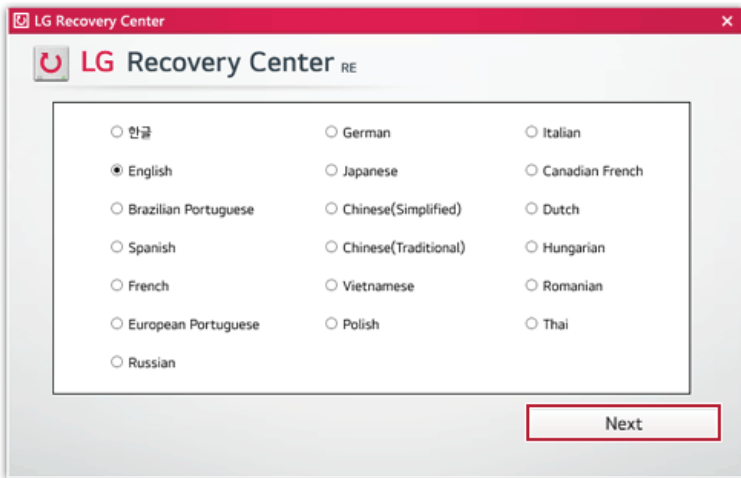 LG Recovery Center
LG Recovery Center RE
한글
German
Italian
English
Japanese
Canadian French
Brazilian Portuguese
Chinese(Simplified)
Dutch
Spanish
Chinese(Traditional)
Hungarian
French
Vietnamese
Romanian
European Portuguese
Polish
Thai
Russian
Next